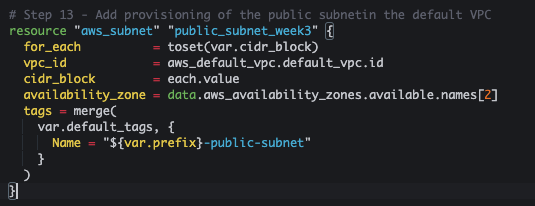 # Step 13 - Add provisioning of the public subnetin the default VPC
resource "aws_subnet" "public_subnet_week3" {
  for_each          = toset(var.cidr_block)
  vpc_id            = aws_default_vpc.default_vpc.id
  cidr_block        = each.value
  availability_zone = data.aws_availability_zones.available.names[2]
  tags = merge(
    var.default_tags, {
      Name = "${var.prefix}-public-subnet"
    }
  )
}